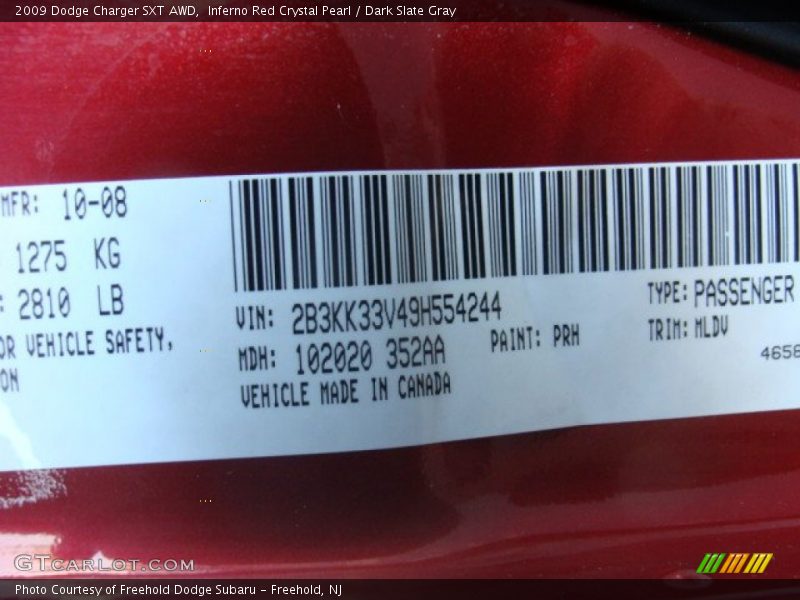 2009 Dodge Charger SXT AWD,  Inferno Red Crystal Pearl / Dark Slate Gray
MFR: 10-08
1275 KG
: 2810 LB
OR VEHICLE SAFETY,
ON
VIN: 2B3KK33V49H554244
TYPE: PASSENGER
MDH: 102020 352AA
PAINT: PRH
TRIM: MLDV
VEHICLE MADE IN CANADA
4658
GTCARLOT.COM
Photo Courtesy of Freehold Dodge Subaru - Freehold, NJ